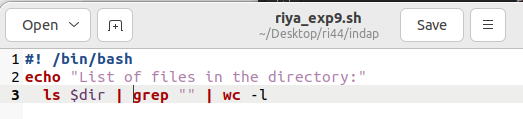 Open
riya_exp9.sh
~/Desktop/ri44/indap
Save
1 #! /bin/bash
2 echo "List of files in the directory:"
3   ls $dir | grep "" | wc -l